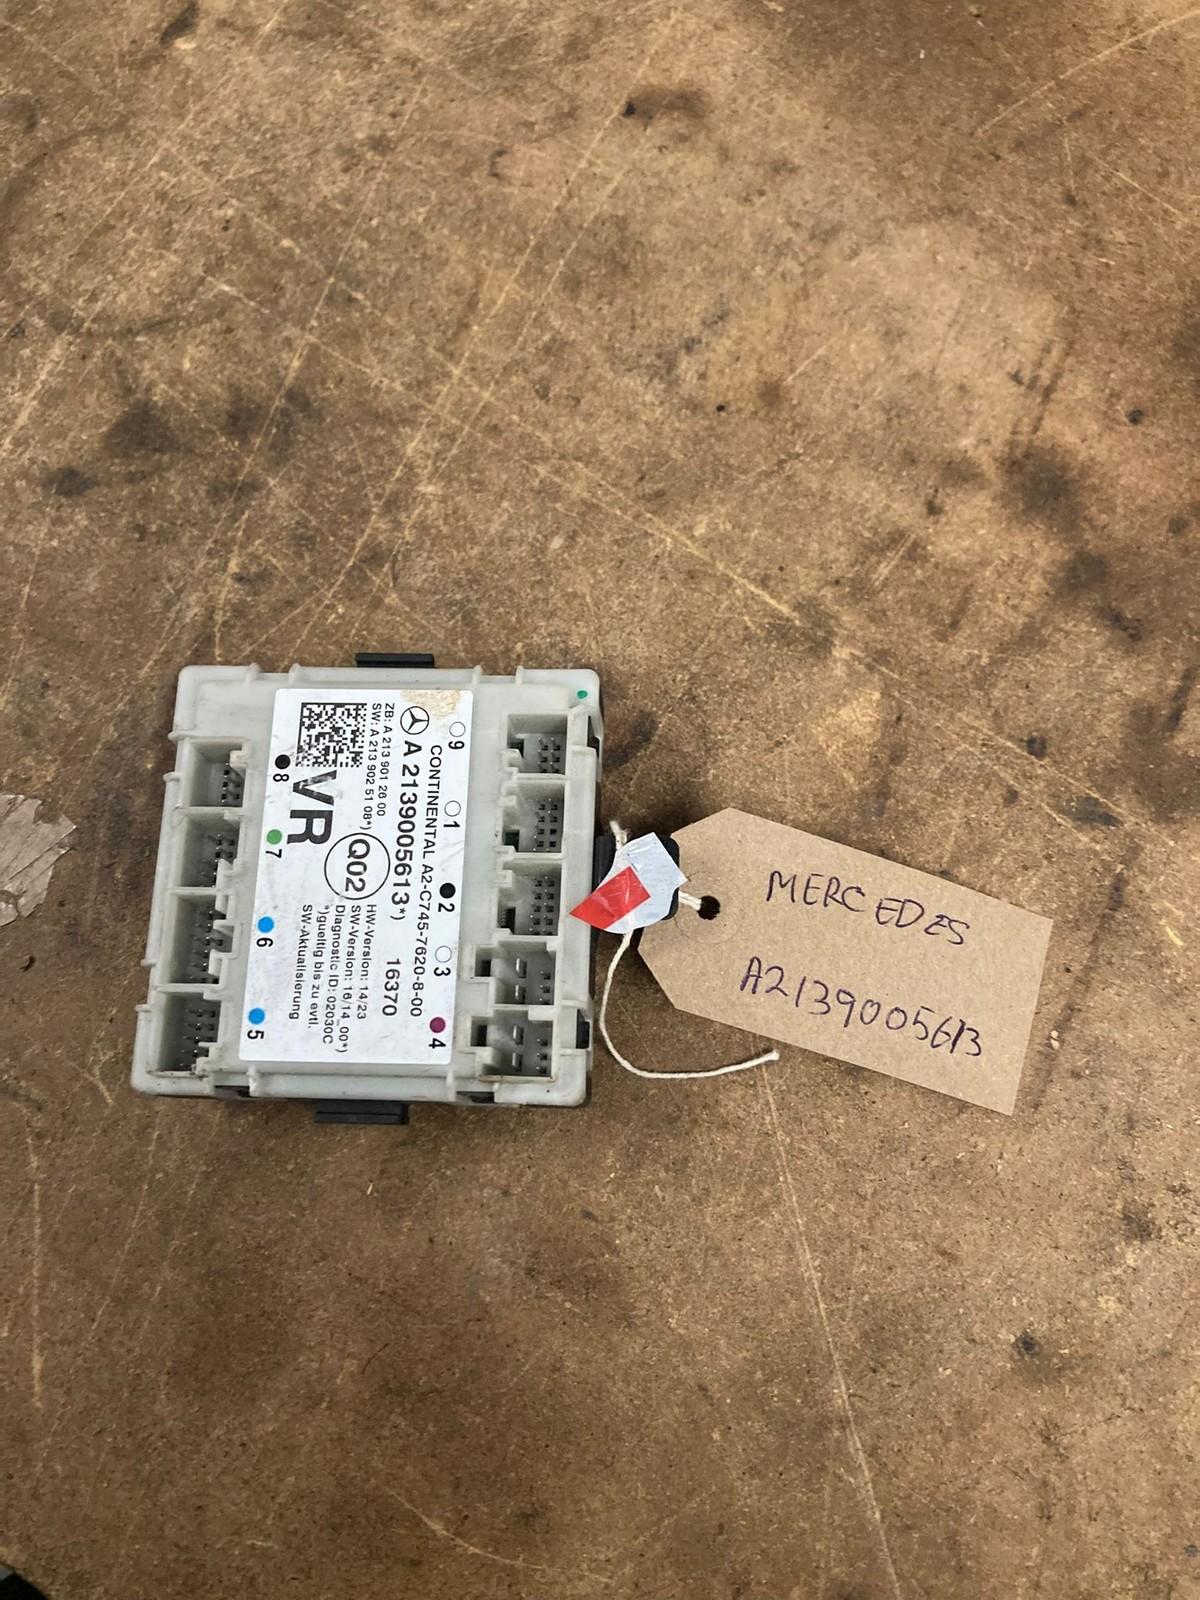 9 1 2 3 4
CONTINENTAL A2-C745-7620-8-00
A 2139005613*) 16370
ZB: A 213 901 26 00
SW: A 213 902 51 08*)
Q02
HW-Version: 14/23
SW-Version: 16/14_00*)
Diagnostic ID: 02030C
*)gueltig bis zu evtl.
SW-Aktualisierung
VR
8 7 6 5
MERCEDES
A2139005613